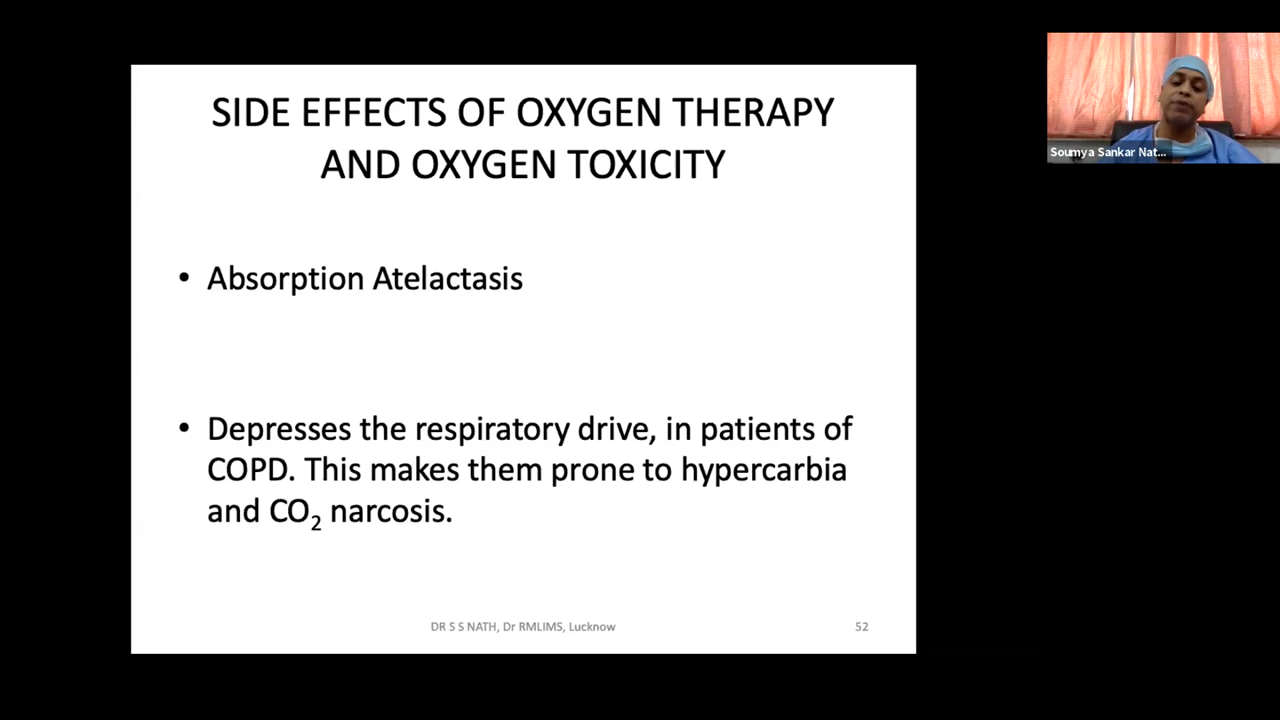 SIDE EFFECTS OF OXYGEN THERAPY
AND OXYGEN TOXICITY
• Absorption Atelactasis
• Depresses the respiratory drive, in patients of
COPD. This makes them prone to hypercarbia
and CO₂ narcosis.
DR S S NATH, Dr RMLIMS, Lucknow
52
Soumya Sankar Nat...